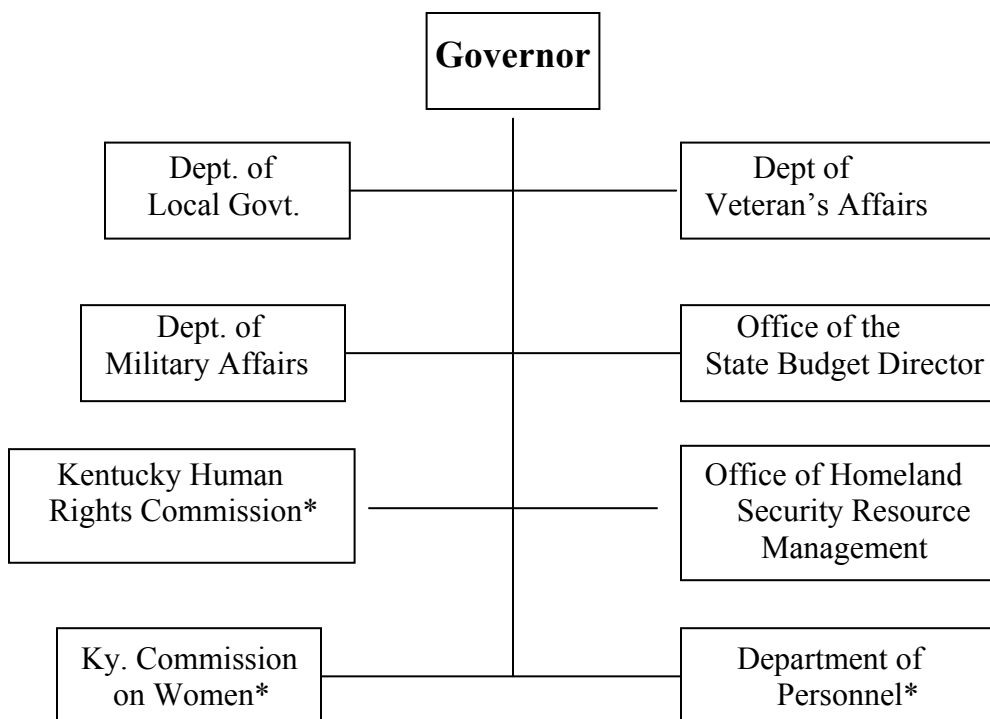 Governor
Dept. of
Local Govt.
Dept of
Veteran’s Affairs
Dept. of
Military Affairs
Office of the
State Budget Director
Kentucky Human
Rights Commission*
Office of Homeland
Security Resource
Management
Ky. Commission
on Women*
Department of
Personnel*